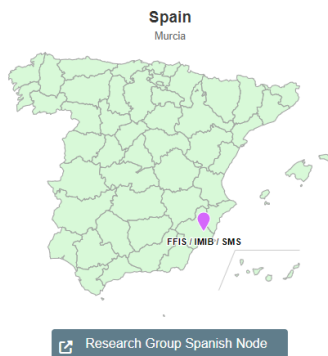 Spain
Murcia
FFIS / IMIB / SMS
Research Group Spanish Node